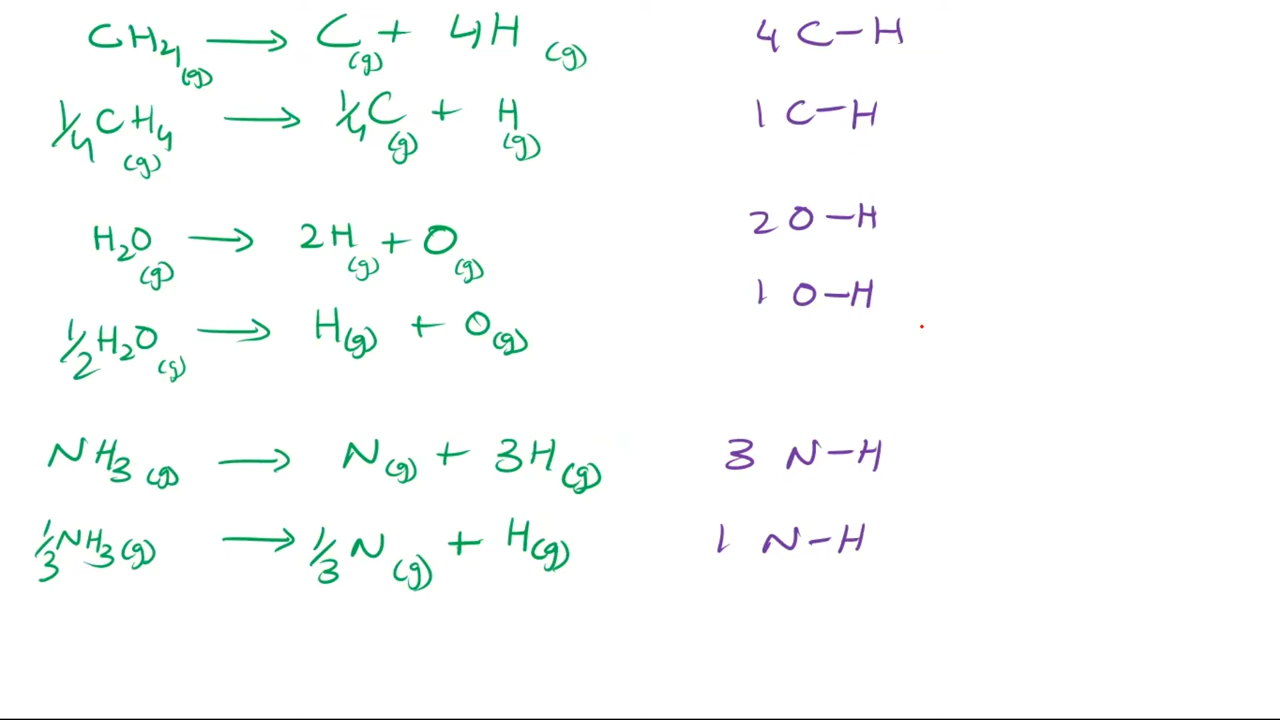 CH₄(g) → C(g) + 4H(g) 4 C–H
1/4 CH₄(g) → 1/4 C(g) + H(g) 1 C–H
H₂O(g) → 2H(g) + O(g) 2 O–H
1 O–H
1/2 H₂O(g) → H(g) + O(g)
NH₃(g) → N(g) + 3H(g) 3 N–H
1/3 NH₃(g) → 1/3 N(g) + H(g) 1 N–H